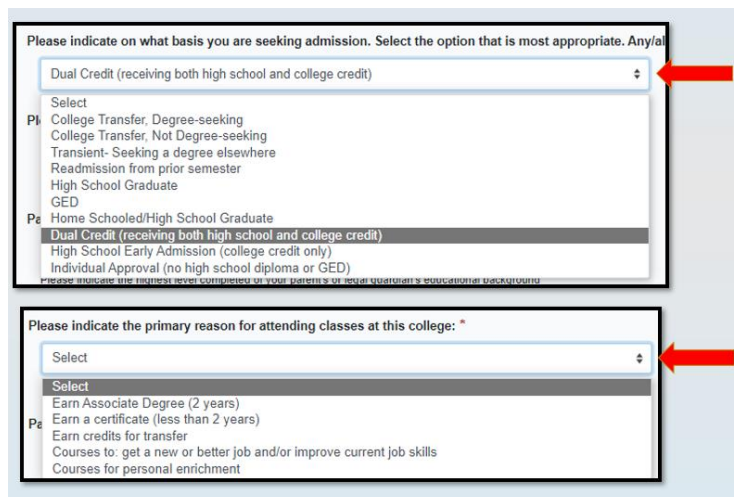 Please indicate on what basis you are seeking admission. Select the option that is most appropriate. Any/al
Dual Credit (receiving both high school and college credit)
Select
Pl
College Transfer, Degree-seeking
College Transfer, Not Degree-seeking
Transient- Seeking a degree elsewhere
Readmission from prior semester
High School Graduate
GED
Pa
Home Schooled/High School Graduate
Dual Credit (receiving both high school and college credit)
High School Early Admission (college credit only)
Individual Approval (no high school diploma or GED)
Please indicate the highest level completed of your parent's or legal guardian's educational background
Please indicate the primary reason for attending classes at this college: *
Select
Select
Earn Associate Degree (2 years)
Pa
Earn a certificate (less than 2 years)
Earn credits for transfer
Courses to: get a new or better job and/or improve current job skills
Courses for personal enrichment